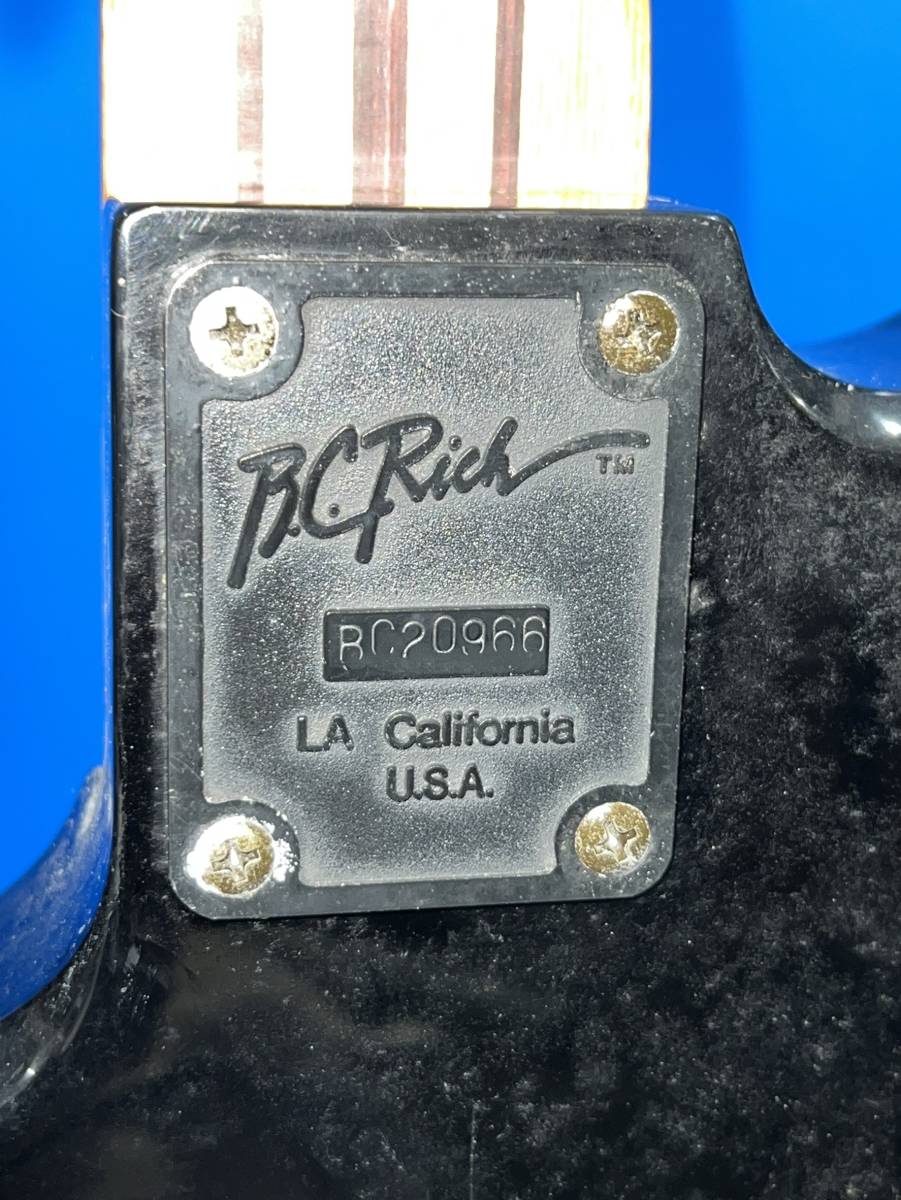 B.C.Rich TM
BC20966
LA California
U.S.A.